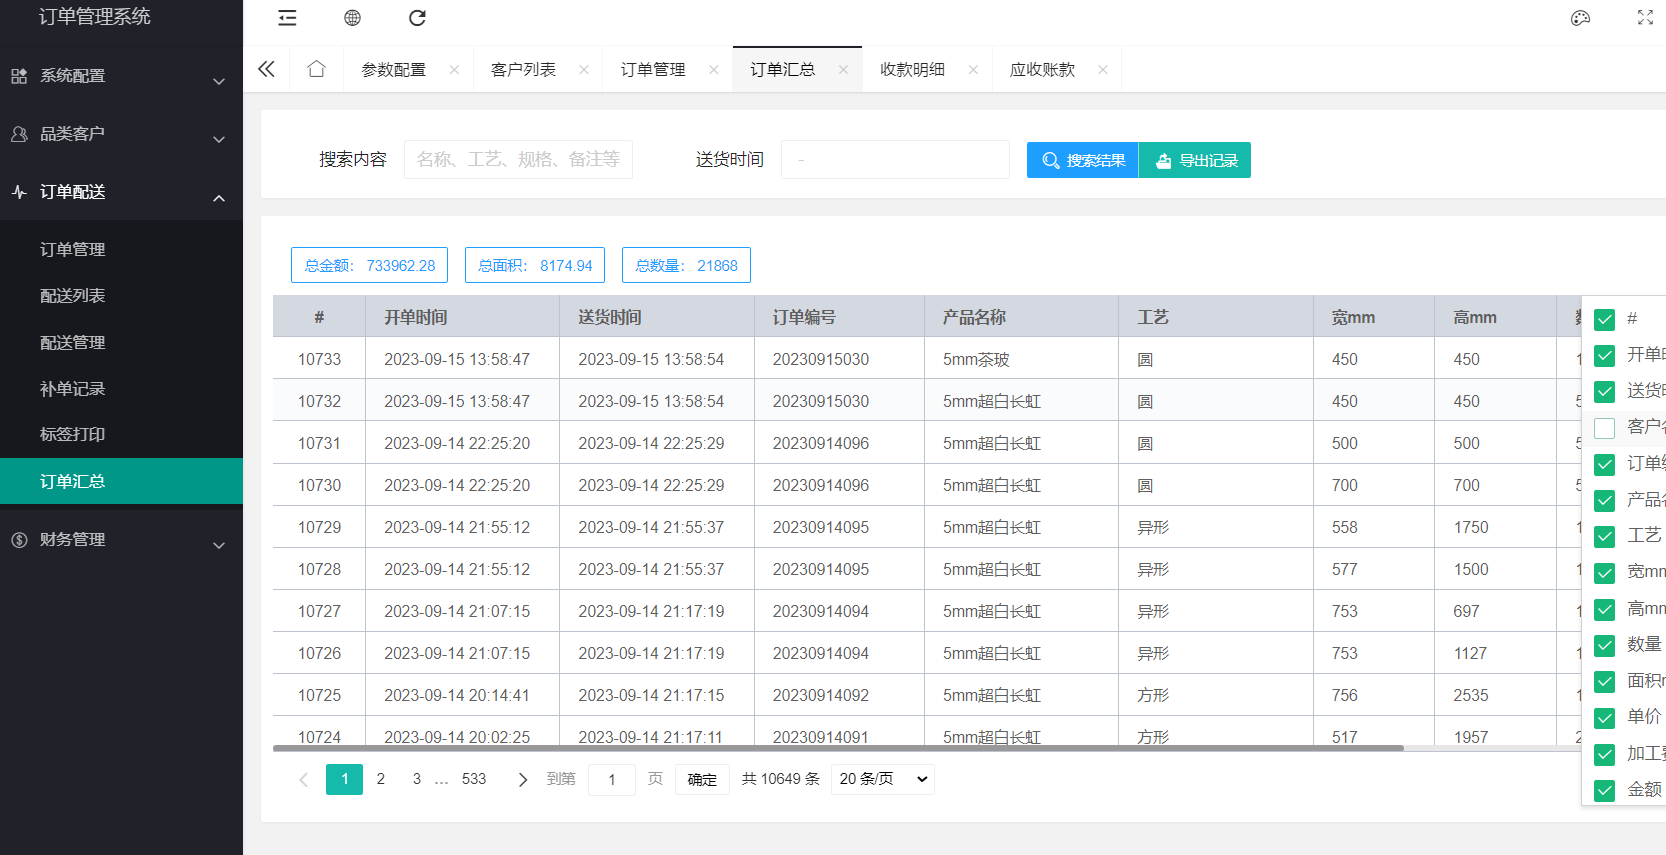 订单管理系统
参数配置 客户列表 订单管理 订单汇总 收款明细 应收账款
系统配置
品类客户
订单配送
订单管理
配送列表
配送管理
补单记录
标签打印
订单汇总
财务管理
搜索内容 名称、工艺、规格、备注等 送货时间 - 搜索结果 导出记录
总金额： 733962.28 总面积： 8174.94 总数量： 21868
# 开单时间 送货时间 订单编号 产品名称 工艺 宽mm 高mm
10733 2023-09-15 13:58:47 2023-09-15 13:58:54 20230915030 5mm茶玻 圆 450 450 1
10732 2023-09-15 13:58:47 2023-09-15 13:58:54 20230915030 5mm超白长虹 圆 450 450 5
10731 2023-09-14 22:25:20 2023-09-14 22:25:29 20230914096 5mm超白长虹 圆 500 500 5
10730 2023-09-14 22:25:20 2023-09-14 22:25:29 20230914096 5mm超白长虹 圆 700 700 5
10729 2023-09-14 21:55:12 2023-09-14 21:55:37 20230914095 5mm超白长虹 异形 558 1750 1
10728 2023-09-14 21:55:12 2023-09-14 21:55:37 20230914095 5mm超白长虹 异形 577 1500 1
10727 2023-09-14 21:07:15 2023-09-14 21:17:19 20230914094 5mm超白长虹 异形 753 697 1
10726 2023-09-14 21:07:15 2023-09-14 21:17:19 20230914094 5mm超白长虹 异形 753 1127 1
10725 2023-09-14 20:14:41 2023-09-14 21:17:15 20230914092 5mm超白长虹 方形 756 2535 1
10724 2023-09-14 20:02:25 2023-09-14 21:17:11 20230914091 5mm超白长虹 方形 517 1957 2
#
开单
送货
客户
订单
产品
工艺
宽mm
高mm
数量
面积
单价
加工
金额
1 2 3 … 533 到第 1 页 确定 共 10649 条 20 条/页